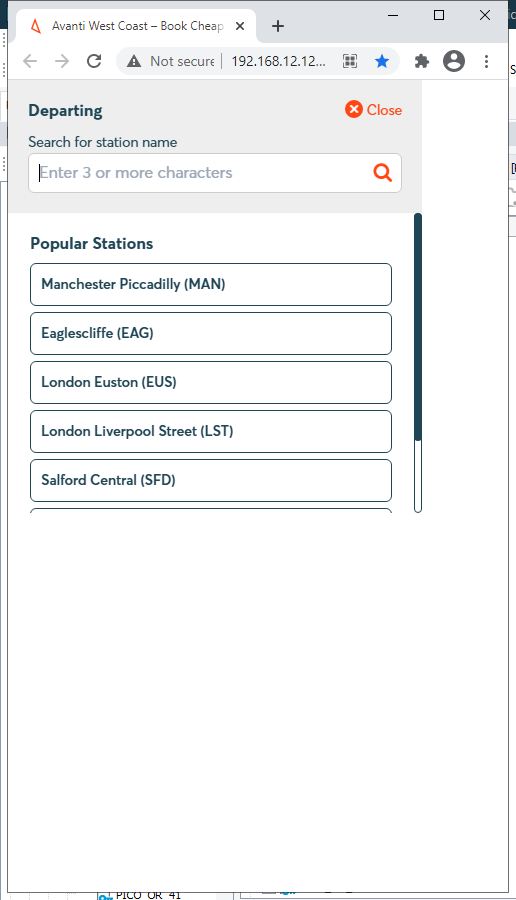 Avanti West Coast – Book Cheap
Not secure
192.168.12.12...
Departing
Close
Search for station name
Enter 3 or more characters
Popular Stations
Manchester Piccadilly (MAN)
Eaglescliffe (EAG)
London Euston (EUS)
London Liverpool Street (LST)
Salford Central (SFD)
PICO_OR_41